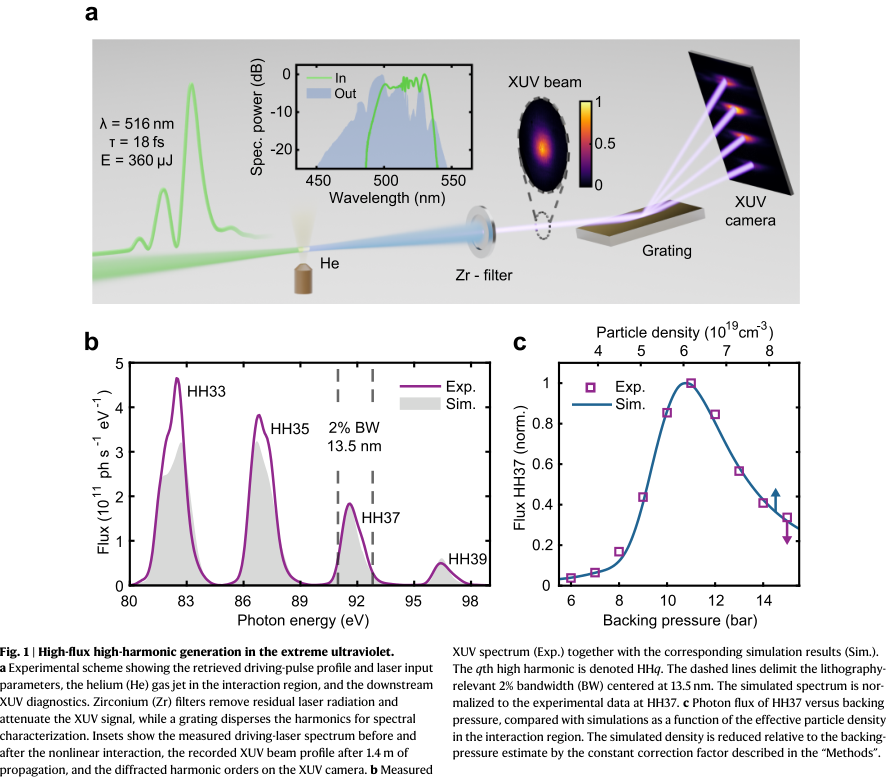 a
λ = 516 nm
τ = 18 fs
E = 360 µJ
Spec. power (dB)
0
-10
-20
In
Out
450
500
550
Wavelength (nm)
XUV beam
1
0.5
0
He
Zr - filter
Grating
XUV
camera
b
5
4
3
2
1
0
Flux (10¹¹ ph s⁻¹ eV⁻¹)
HH33
HH35
2% BW
13.5 nm
HH37
HH39
Exp.
Sim.
80
83
86
89
92
95
98
Photon energy (eV)
c
Particle density (10¹⁹cm⁻³)
4
5
6
7
8
1
0.8
0.6
0.4
0.2
0
Flux HH37 (norm.)
Exp.
Sim.
6
8
10
12
14
Backing pressure (bar)
Fig. 1 | High-flux high-harmonic generation in the extreme ultraviolet.
a Experimental scheme showing the retrieved driving-pulse profile and laser input
parameters, the helium (He) gas jet in the interaction region, and the downstream
XUV diagnostics. Zirconium (Zr) filters remove residual laser radiation and
attenuate the XUV signal, while a grating disperses the harmonics for spectral
characterization. Insets show the measured driving-laser spectrum before and
after the nonlinear interaction, the recorded XUV beam profile after 1.4 m of
propagation, and the diffracted harmonic orders on the XUV camera. b Measured
XUV spectrum (Exp.) together with the corresponding simulation results (Sim.).
The qth high harmonic is denoted HHq. The dashed lines delimit the lithography-
relevant 2% bandwidth (BW) centered at 13.5 nm. The simulated spectrum is nor-
malized to the experimental data at HH37. c Photon flux of HH37 versus backing
pressure, compared with simulations as a function of the effective particle density
in the interaction region. The simulated density is reduced relative to the backing-
pressure estimate by the constant correction factor described in the “Methods”.